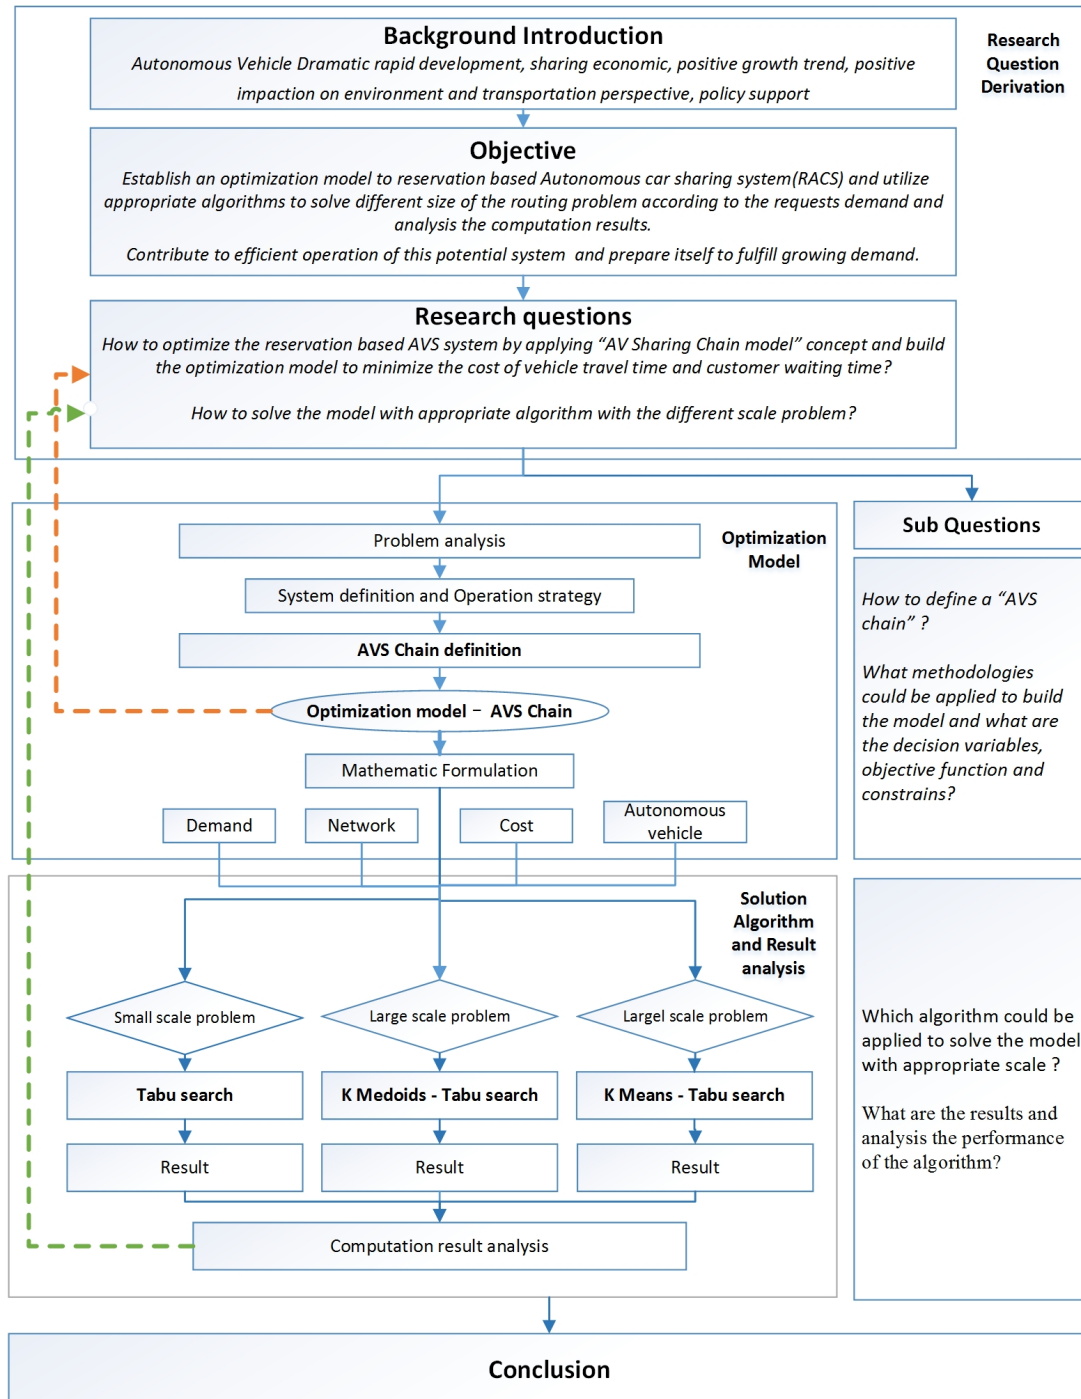 Background Introduction
Autonomous Vehicle Dramatic rapid development, sharing economic, positive growth trend, positive
impaction on environment and transportation perspective, policy support
Research
Question
Derivation
Objective
Establish an optimization model to reservation based Autonomous car sharing system(RACS) and utilize
appropriate algorithms to solve different size of the routing problem according to the requests demand and
analysis the computation results.
Contribute to efficient operation of this potential system and prepare itself to fulfill growing demand.
Research questions
How to optimize the reservation based AVS system by applying “AV Sharing Chain model” concept and build
the optimization model to minimize the cost of vehicle travel time and customer waiting time?
How to solve the model with appropriate algorithm with the different scale problem?
Optimization
Model
Problem analysis
System definition and Operation strategy
AVS Chain definition
Optimization model – AVS Chain
Mathematic Formulation
Demand
Network
Cost
Autonomous
vehicle
Sub Questions
How to define a “AVS
chain” ?
What methodologies
could be applied to build
the model and what are
the decision variables,
objective function and
constrains?
Solution
Algorithm
and Result
analysis
Small scale problem
Large scale problem
Largel scale problem
Tabu search
K Medoids - Tabu search
K Means - Tabu search
Result
Result
Result
Computation result analysis
Which algorithm could be
applied to solve the model
with appropriate scale ?
What are the results and
analysis the performance
of the algorithm?
Conclusion